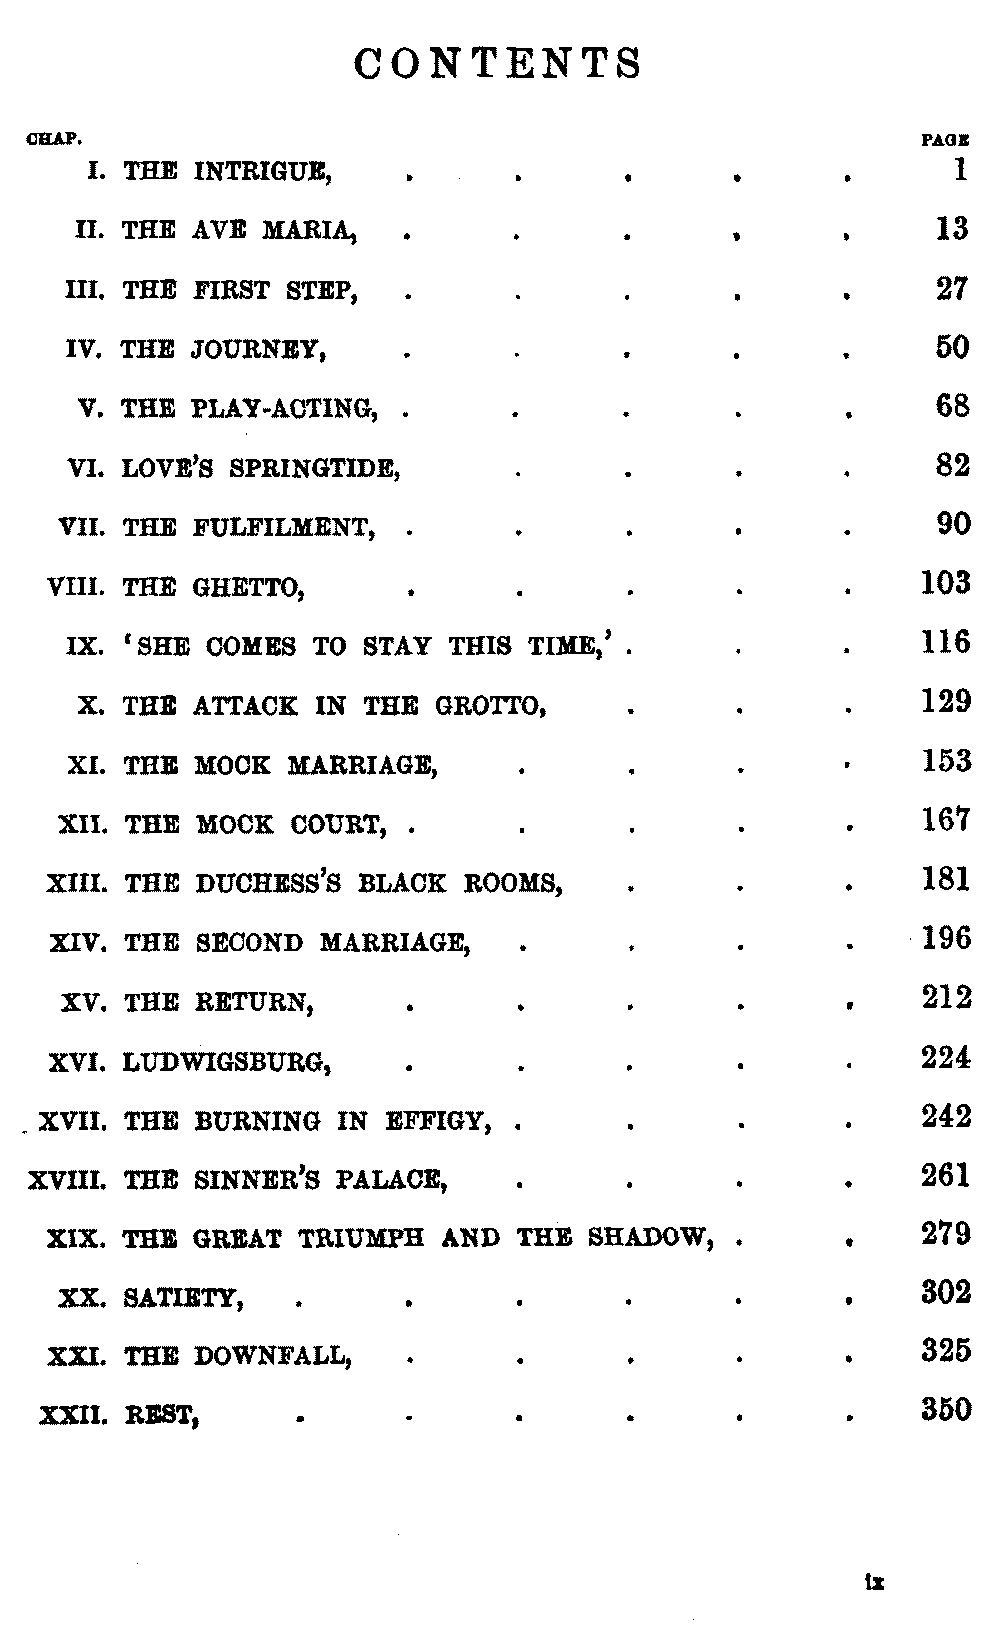 CONTENTS
CHAP. PAGE
I. THE INTRIGUE, . . . . . 1
II. THE AVE MARIA, . . . . . 13
III. THE FIRST STEP, . . . . . 27
IV. THE JOURNEY, . . . . . 50
V. THE PLAY-ACTING, . . . . . 68
VI. LOVE'S SPRINGTIDE, . . . . 82
VII. THE FULFILMENT, . . . . . 90
VIII. THE GHETTO, . . . . . 103
IX. 'SHE COMES TO STAY THIS TIME,' . . . 116
X. THE ATTACK IN THE GROTTO, . . . 129
XI. THE MOCK MARRIAGE, . . . . 153
XII. THE MOCK COURT, . . . . . 167
XIII. THE DUCHESS'S BLACK ROOMS, . . . 181
XIV. THE SECOND MARRIAGE, . . . . 196
XV. THE RETURN, . . . . . 212
XVI. LUDWIGSBURG, . . . . . 224
XVII. THE BURNING IN EFFIGY, . . . . 242
XVIII. THE SINNER'S PALACE, . . . . 261
XIX. THE GREAT TRIUMPH AND THE SHADOW, . . 279
XX. SATIETY, . . . . . . 302
XXI. THE DOWNFALL, . . . . . 325
XXII. REST, . . . . . . 350
ix